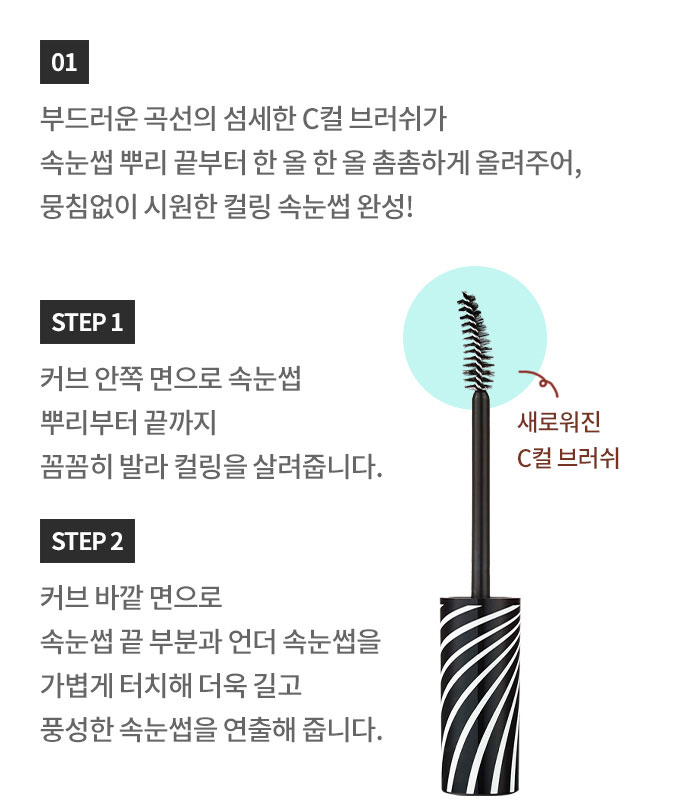 01
부드러운 곡선의 섬세한 C컬 브러쉬가
속눈썹 뿌리 끝부터 한 올 한 올 촘촘하게 올려주어,
뭉침없이 시원한 컬링 속눈썹 완성!
STEP 1
커브 안쪽 면으로 속눈썹
뿌리부터 끝까지
꼼꼼히 발라 컬링을 살려줍니다.
새로워진
C컬 브러쉬
STEP 2
커브 바깥 면으로
속눈썹 끝 부분과 언더 속눈썹을
가볍게 터치해 더욱 길고
풍성한 속눈썹을 연출해 줍니다.